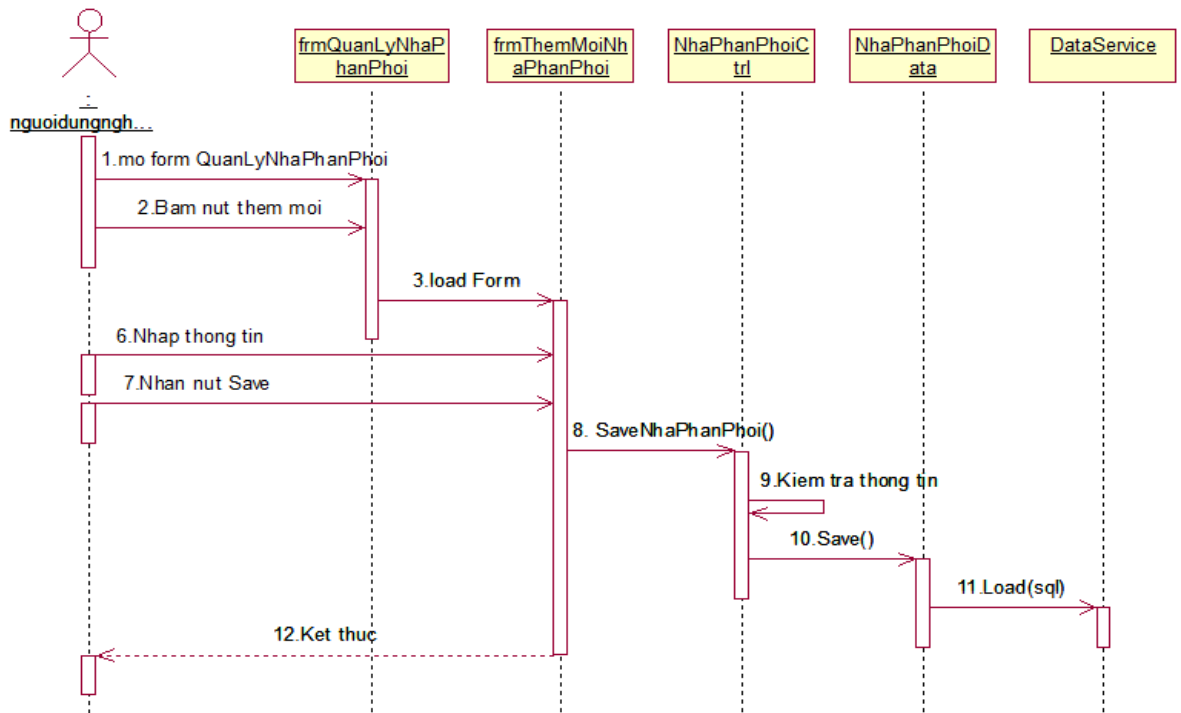 frmQuanLyNhaP
hanPhoi
frmThemMoiNh
aPhanPhoi
NhaPhanPhoiC
trl
NhaPhanPhoiD
ata
DataService
:
nguoidungngh...
1.mo form QuanLyNhaPhanPhoi
2.Bam nut them moi
3.load Form
6.Nhap thong tin
7.Nhan nut Save
8. SaveNhaPhanPhoi()
9.Kiem tra thong tin
10.Save()
11.Load(sql)
12.Ket thuc